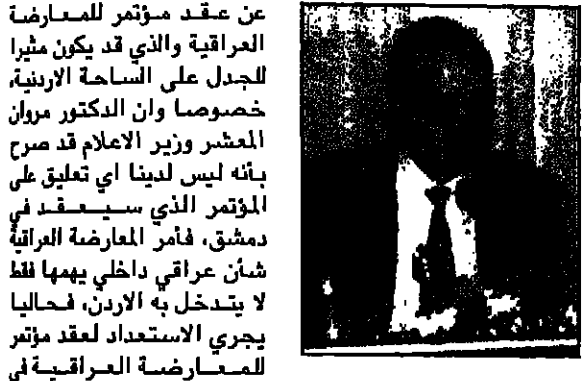 عن عقد مؤتمر للمعارضة
العراقية والذي قد يكون مثيرا
للجدل على الساحة الاردنية،
خصوصا وان الدكتور مروان
المعشر وزير الاعلام قد صرح
بأنه ليس لدينا اي تعليق على
المؤتمر الذي سيعقد في
دمشق، فأمر المعارضة العراقية
شأن عراقي داخلي يهمها فقط
لا يتدخل به الاردن، فحاليا
يجري الاستعداد لعقد مؤتمر
للمعارضة العراقية في